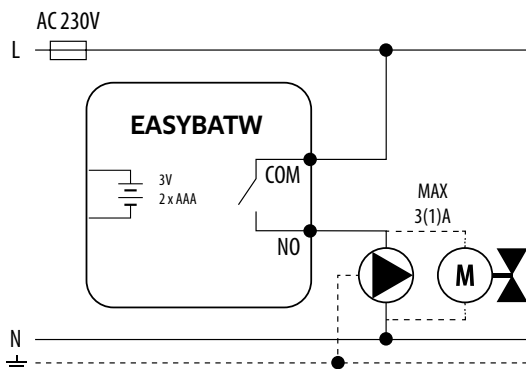 AC 230V
L
EASYBATW
3V
2 x AAA
COM
NO
MAX
3(1)A
M
N